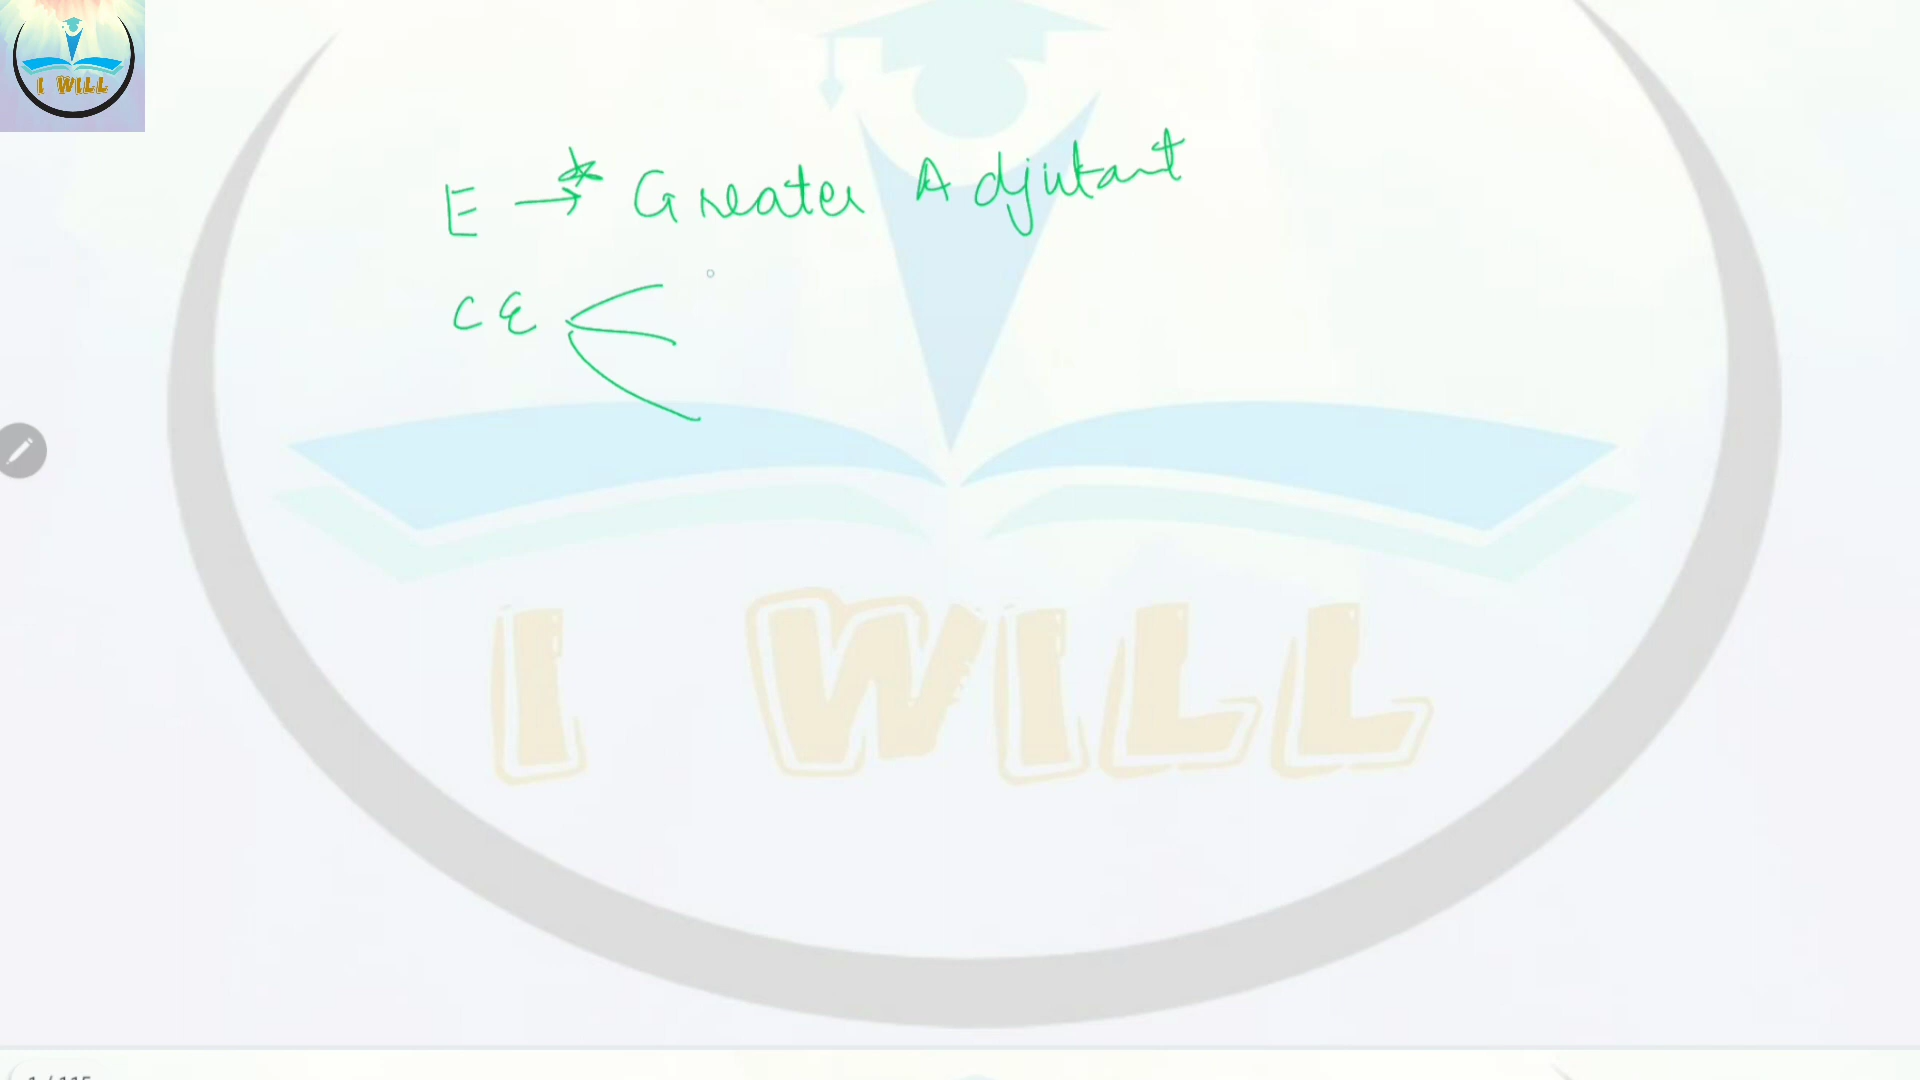 I WILL
E → * Greater Adjutant
CE
I WILL